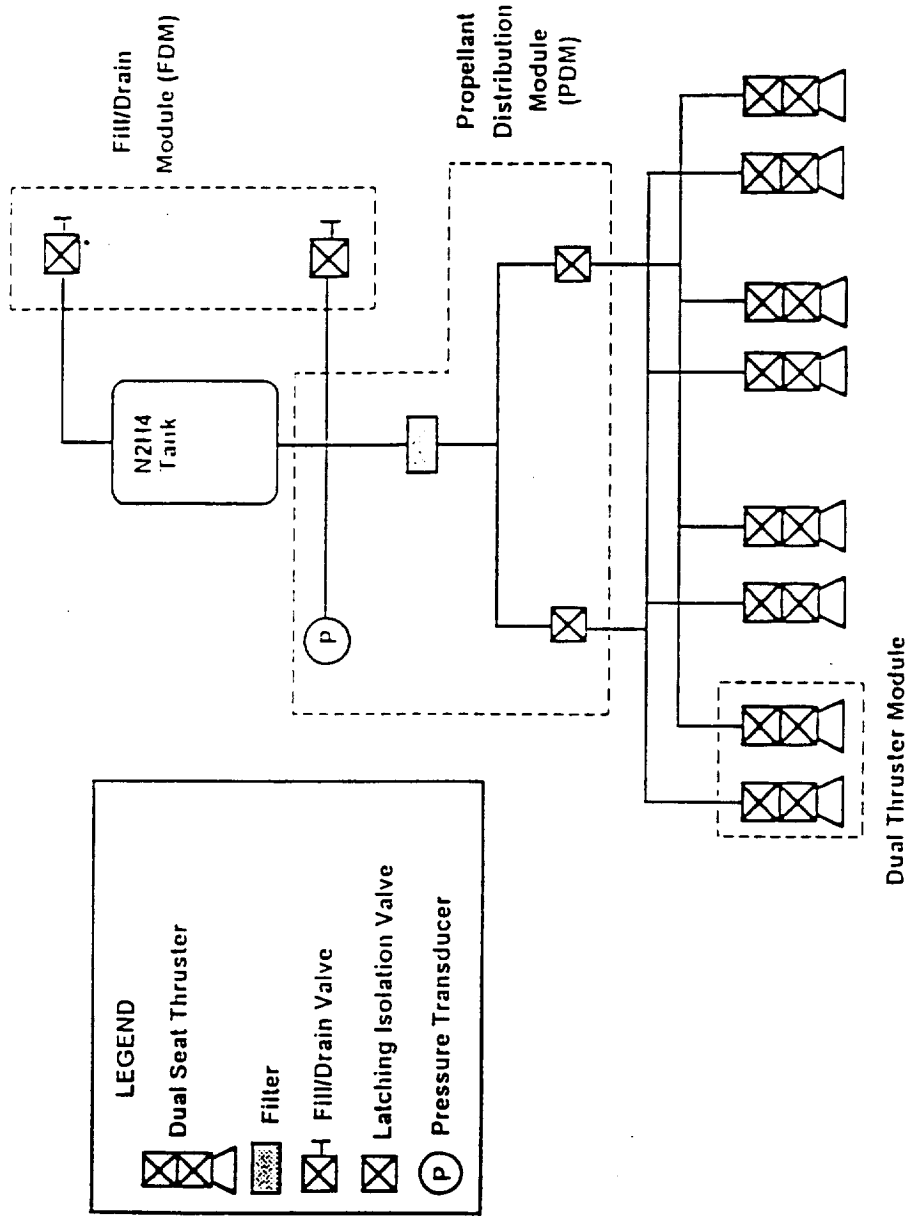 Fill/Drain
Module (FDM)
N2H4
Tank
Propellant
Distribution
Module
(PDM)
P
LEGEND
Dual Seat Thruster
Filter
Fill/Drain Valve
Latching Isolation Valve
P Pressure Transducer
Dual Thruster Module